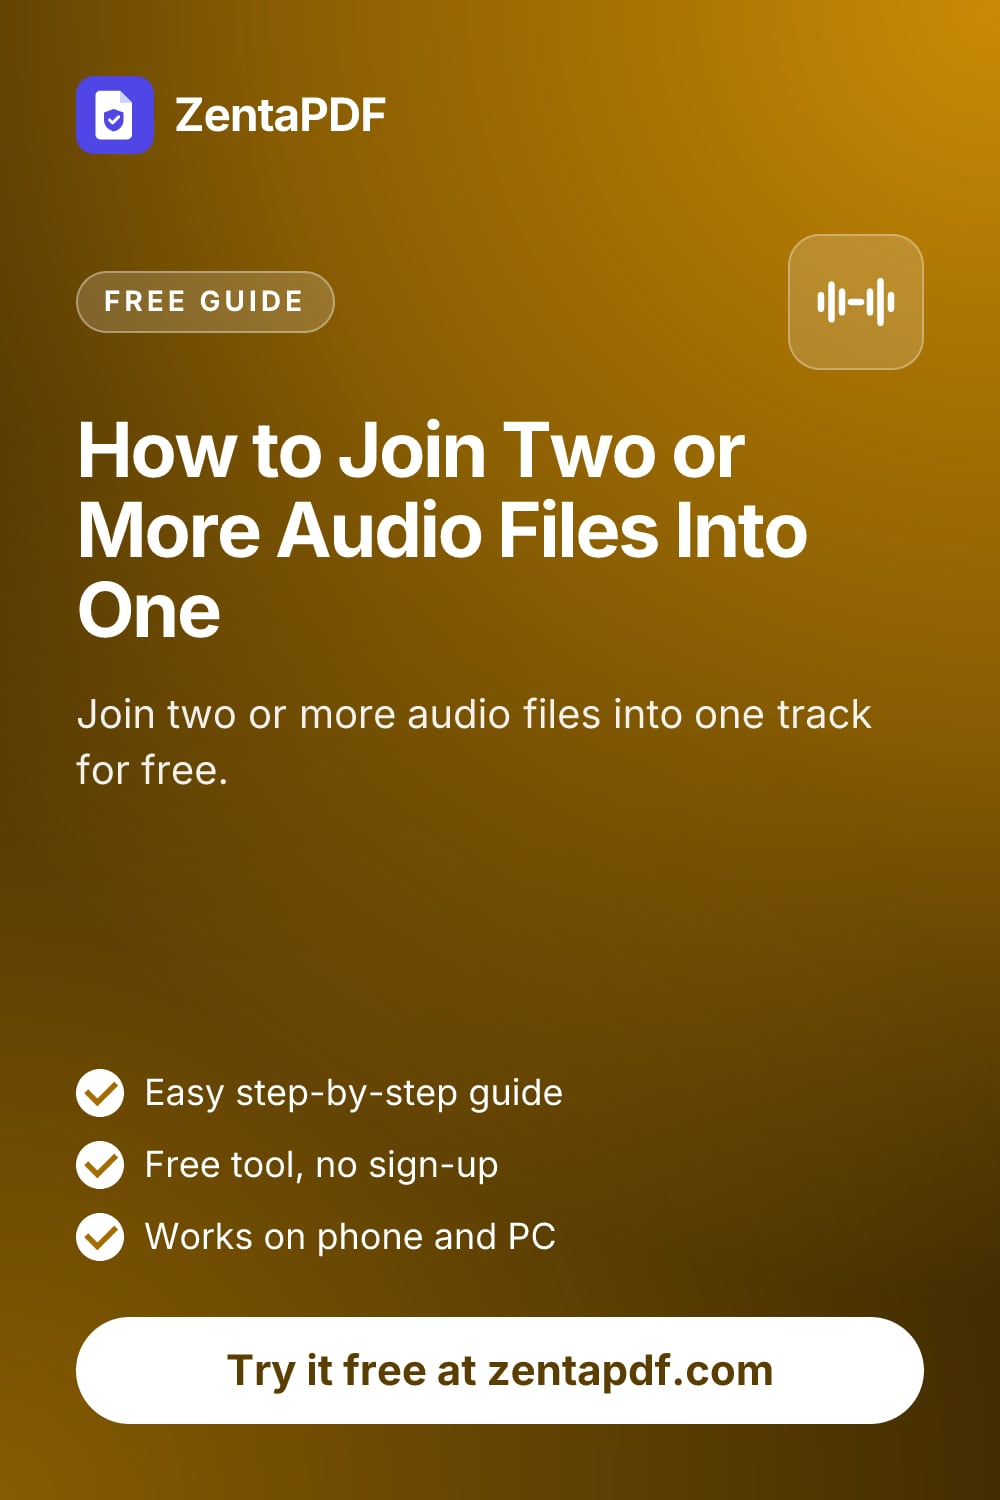 ZentaPDF
FREE GUIDE
How to Join Two or
More Audio Files Into
One
Join two or more audio files into one track
for free.
Easy step-by-step guide
Free tool, no sign-up
Works on phone and PC
Try it free at zentapdf.com